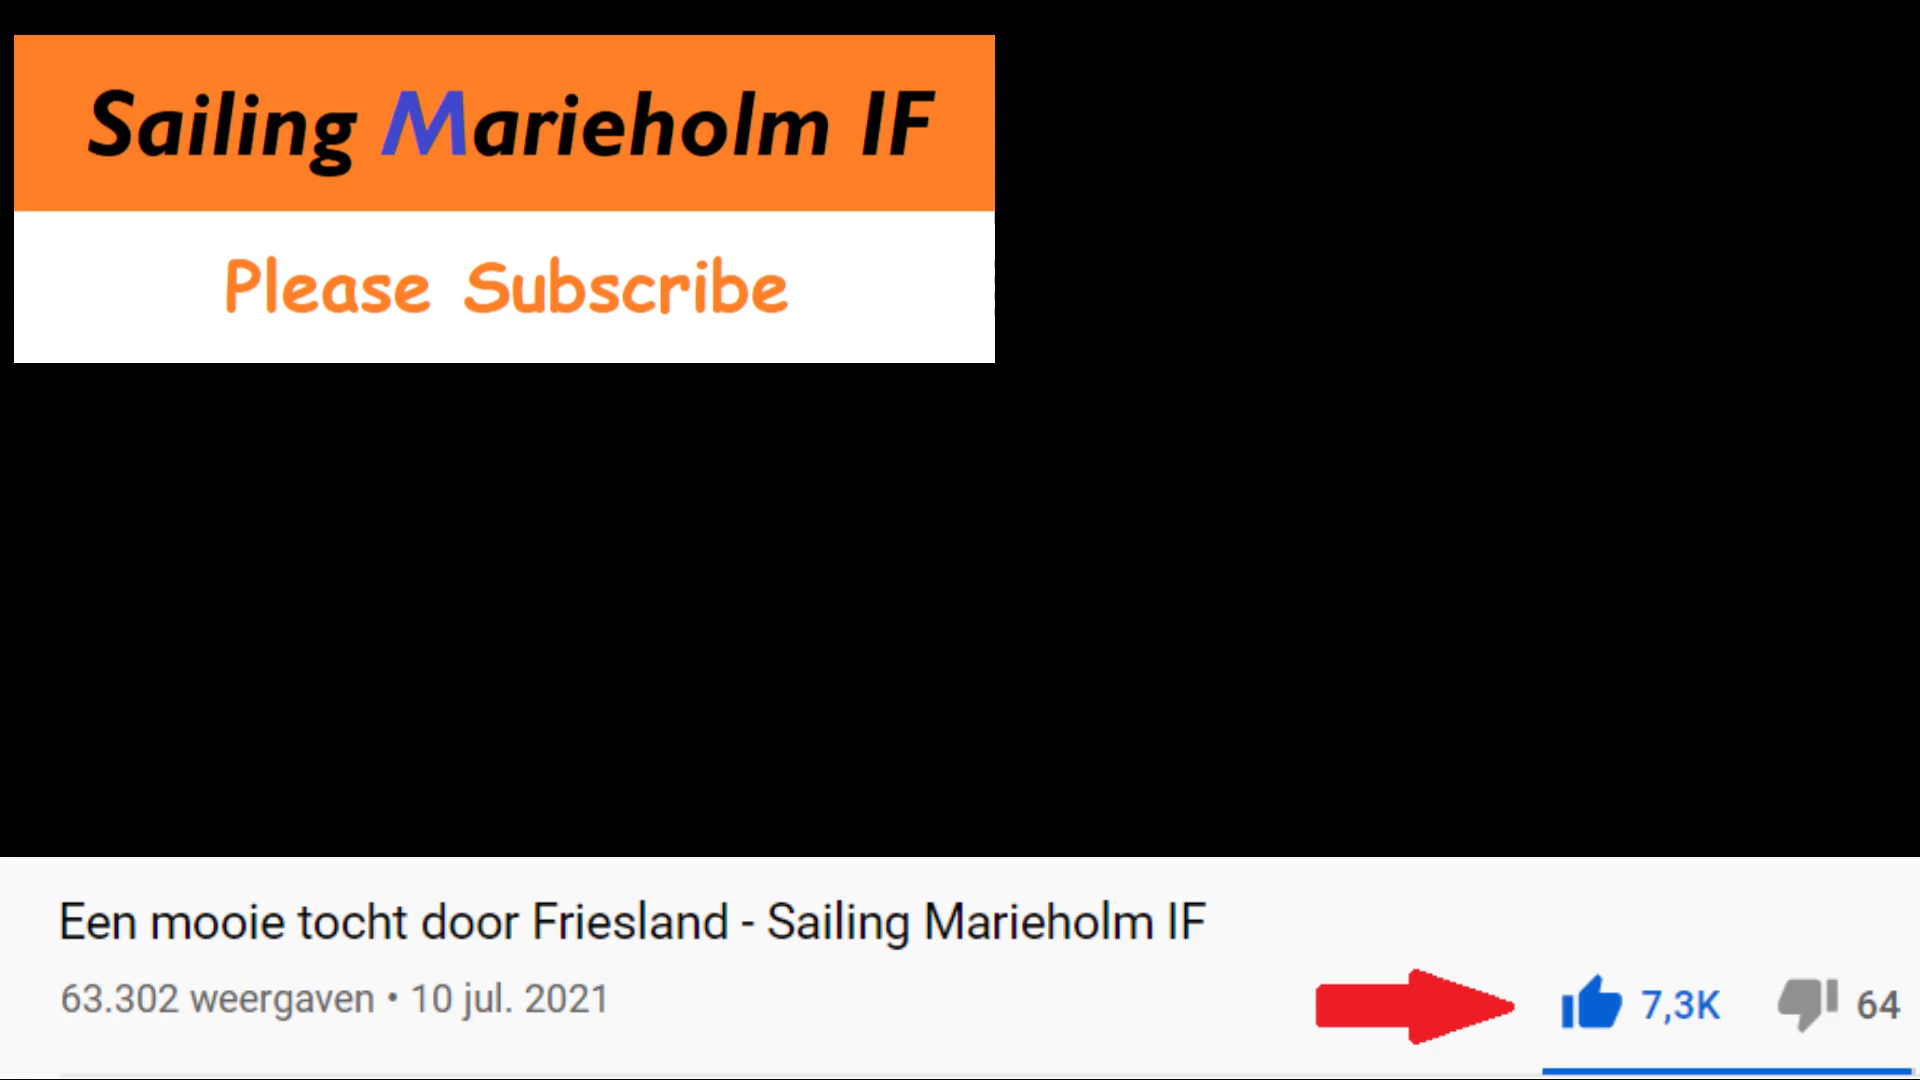 Sailing Marieholm IF
Please Subscribe
Een mooie tocht door Friesland - Sailing Marieholm IF
63.302 weergaven • 10 jul. 2021
7,3K 64